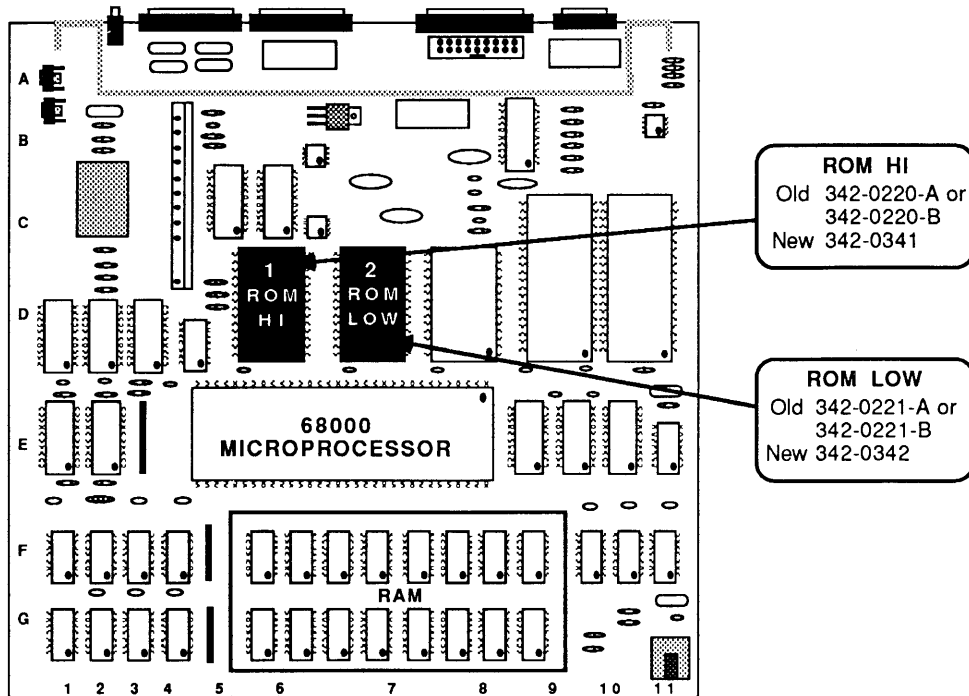 A
B
C
D
E
F
G
ROM HI
Old 342-0220-A or
342-0220-B
New 342-0341
1
ROM
HI
2
ROM
LOW
ROM LOW
Old 342-0221-A or
342-0221-B
New 342-0342
68000
MICROPROCESSOR
RAM
1 2 3 4 5 6 7 8 9 10 11